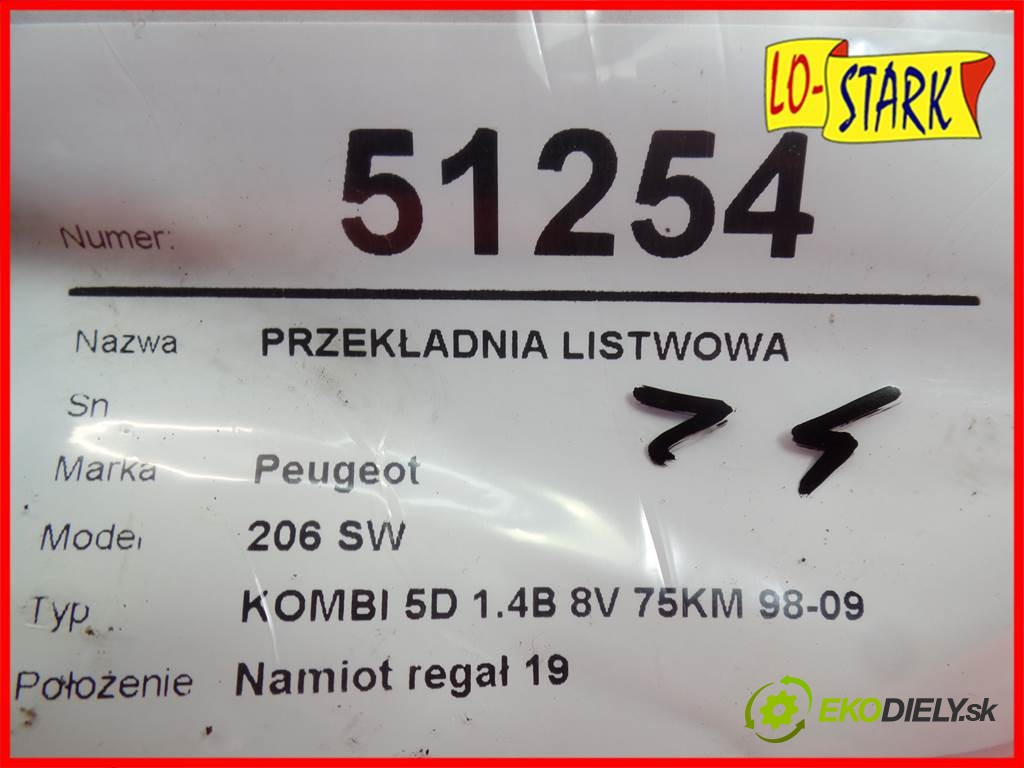 LO-STARK
Numer: 51254
Nazwa PRZEKŁADNIA LISTWOWA
Sn
Marka Peugeot
Model 206 SW
Typ KOMBI 5D 1.4B 8V 75KM 98-09
Położenie Namiot regał 19
EKODIELY.sk